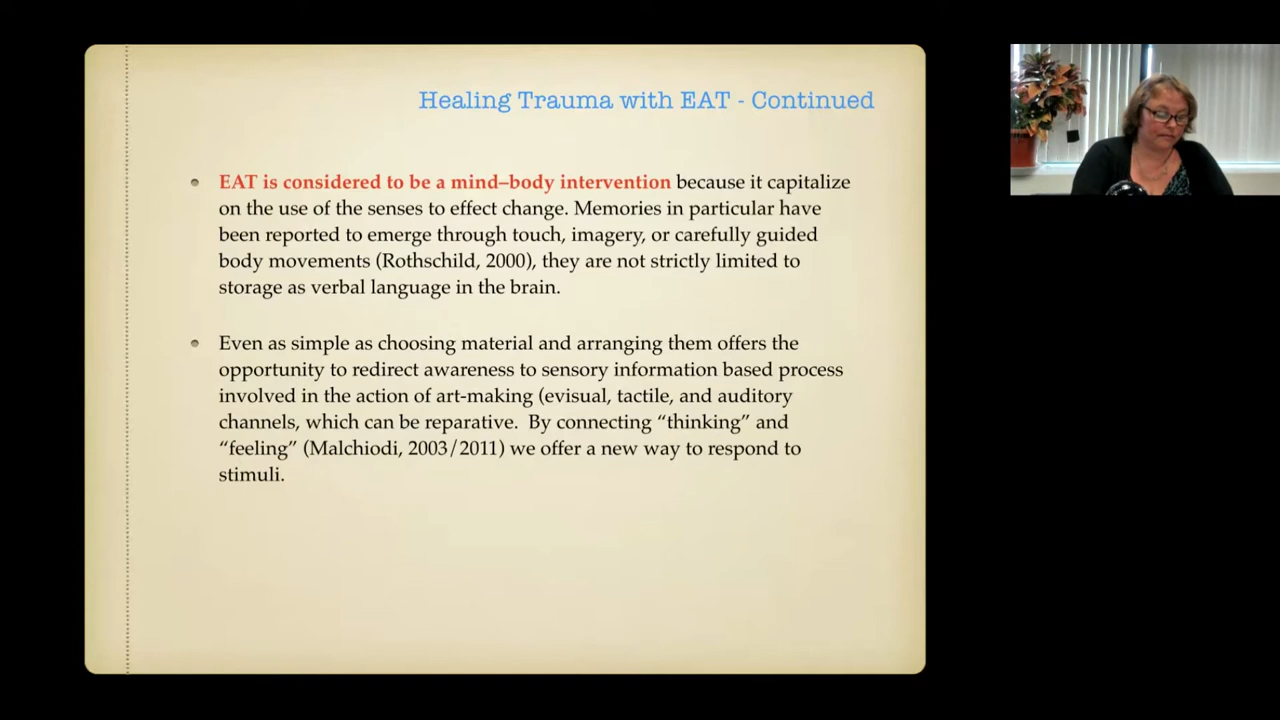 Healing Trauma with EAT - Continued
EAT is considered to be a mind–body intervention because it capitalize
on the use of the senses to effect change. Memories in particular have
been reported to emerge through touch, imagery, or carefully guided
body movements (Rothschild, 2000), they are not strictly limited to
storage as verbal language in the brain.
Even as simple as choosing material and arranging them offers the
opportunity to redirect awareness to sensory information based process
involved in the action of art-making (evisual, tactile, and auditory
channels, which can be reparative.  By connecting “thinking” and
“feeling” (Malchiodi, 2003/2011) we offer a new way to respond to
stimuli.